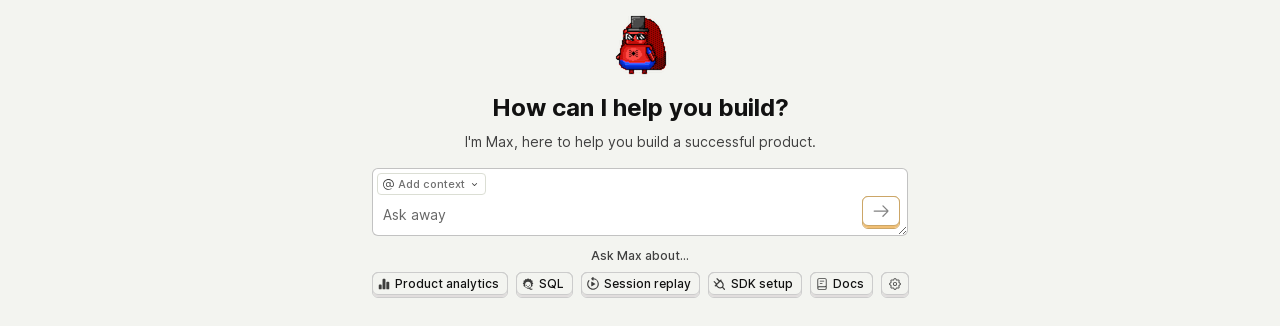 How can I help you build?
I'm Max, here to help you build a successful product.
@ Add context
Ask away
Ask Max about...
Product analytics
SQL
Session replay
SDK setup
Docs